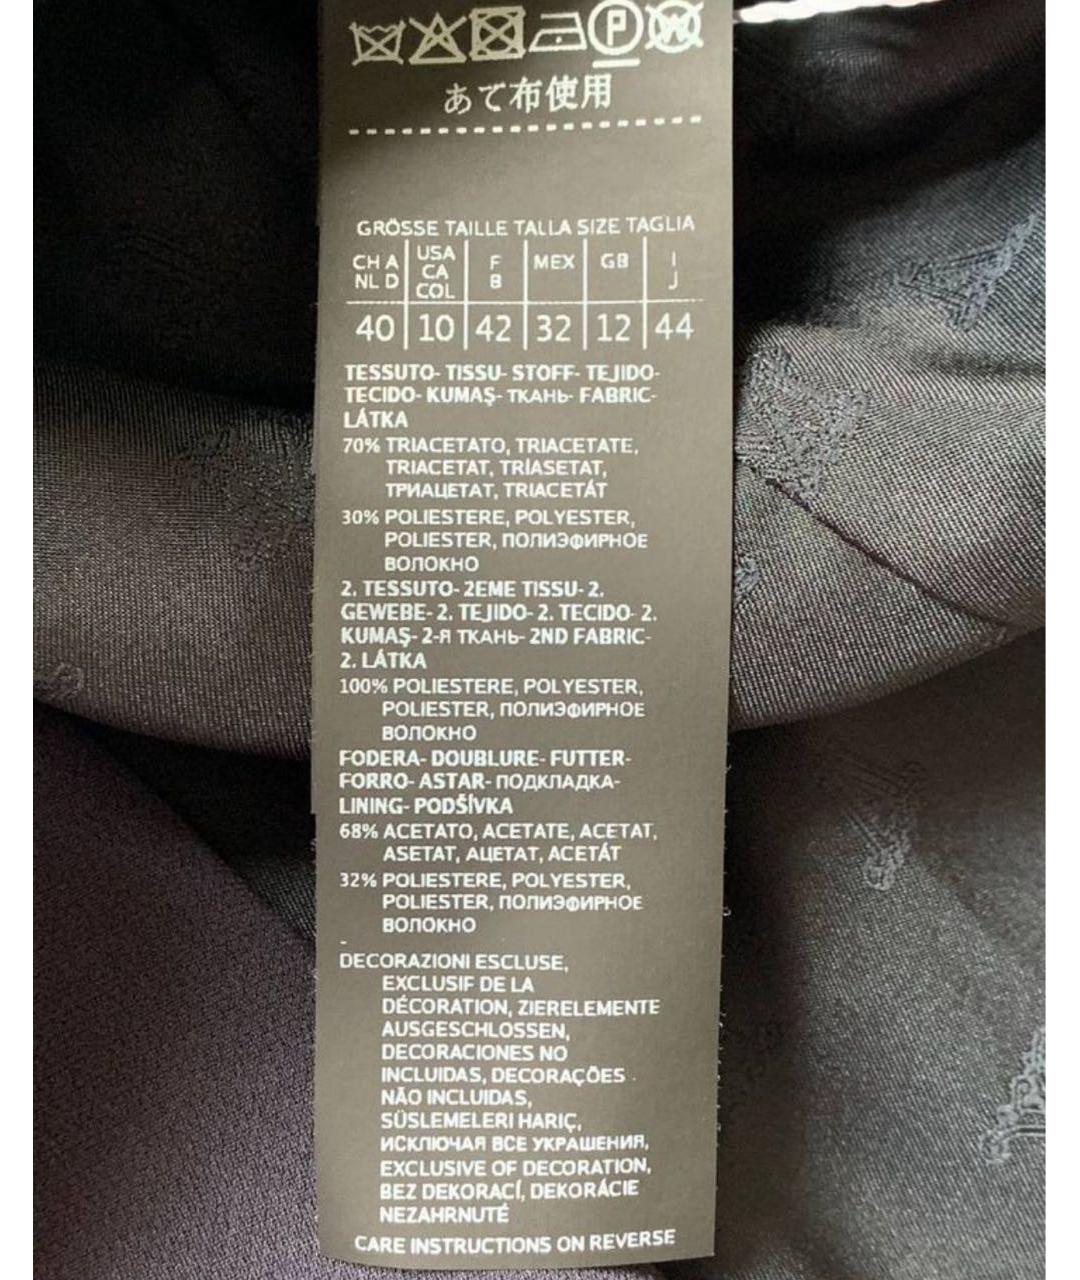 P W
あて布使用
GRÖSSE TAILLE TALLA SIZE TAGLIA
CH A NL D USA CA COL F B MEX GB I J
40 10 42 32 12 44
TESSUTO- TISSU- STOFF- TEJIDO-
TECIDO- KUMAŞ- ТКАНЬ- FABRIC-
LÁTKA
70% TRIACETATO, TRIACETATE,
TRIACETAT, TRİASETAT,
ТРИАЦЕТАТ, TRIACETÁT
30% POLIESTERE, POLYESTER,
POLIESTER, ПОЛИЭФИРНОЕ
ВОЛОКНО
2. TESSUTO- 2EME TISSU- 2.
GEWEBE- 2. TEJIDO- 2. TECIDO- 2.
KUMAŞ- 2-Я ТКАНЬ- 2ND FABRIC-
2. LÁTKA
100% POLIESTERE, POLYESTER,
POLIESTER, ПОЛИЭФИРНОЕ
ВОЛОКНО
FODERA- DOUBLURE- FUTTER-
FORRO- ASTAR- ПОДКЛАДКА-
LINING- PODŠÍVKA
68% ACETATO, ACETATE, ACETAT,
ASETAT, АЦЕТАТ, ACETÁT
32% POLIESTERE, POLYESTER,
POLIESTER, ПОЛИЭФИРНОЕ
ВОЛОКНО
-
DECORAZIONI ESCLUSE,
EXCLUSIF DE LA
DÉCORATION, ZIERELEMENTE
AUSGESCHLOSSEN,
DECORACIONES NO
INCLUIDAS, DECORAÇÕES
NÃO INCLUIDAS,
SÜSLEMELERI HARIÇ,
ИСКЛЮЧАЯ ВСЕ УКРАШЕНИЯ,
EXCLUSIVE OF DECORATION,
BEZ DEKORACÍ, DEKORÁCIE
NEZAHRNUTÉ
CARE INSTRUCTIONS ON REVERSE